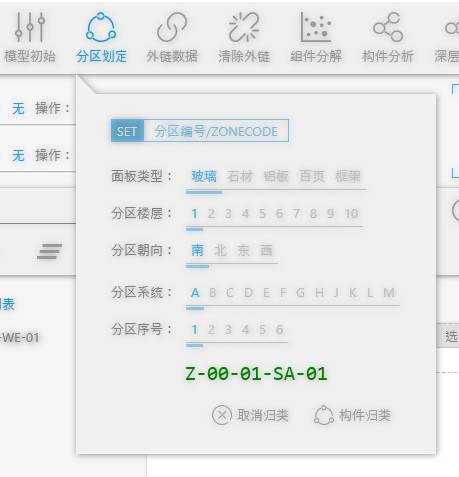 模型初始 分区划定 外链数据 清除外链 组件分解 构件分析 深层
无 操作：
无 操作：
SET 分区编号/ZONECODE
面板类型： 玻璃 石材 铝板 百页 框架
分区楼层： 1 2 3 4 5 6 7 8 9 10
分区朝向： 南 北 东 西
分区系统： A B C D E F G H J K L M
列表
分区序号： 1 2 3 4 5 6
-WE-01
选
Z-00-01-SA-01
取消归类 构件归类